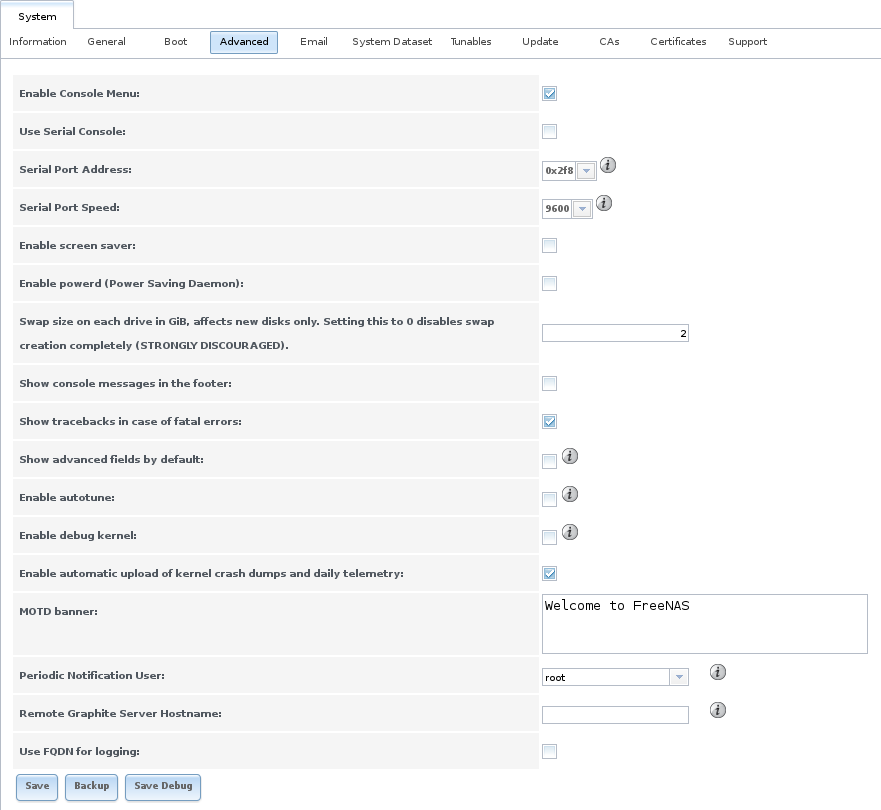 System
Information General Boot Advanced Email System Dataset Tunables Update CAs Certificates Support
Enable Console Menu:
Use Serial Console:
Serial Port Address: 0x2f8
Serial Port Speed: 9600
Enable screen saver:
Enable powerd (Power Saving Daemon):
Swap size on each drive in GiB, affects new disks only. Setting this to 0 disables swap
creation completely (STRONGLY DISCOURAGED). 2
Show console messages in the footer:
Show tracebacks in case of fatal errors:
Show advanced fields by default:
Enable autotune:
Enable debug kernel:
Enable automatic upload of kernel crash dumps and daily telemetry:
MOTD banner: Welcome to FreeNAS
Periodic Notification User: root
Remote Graphite Server Hostname:
Use FQDN for logging:
Save Backup Save Debug